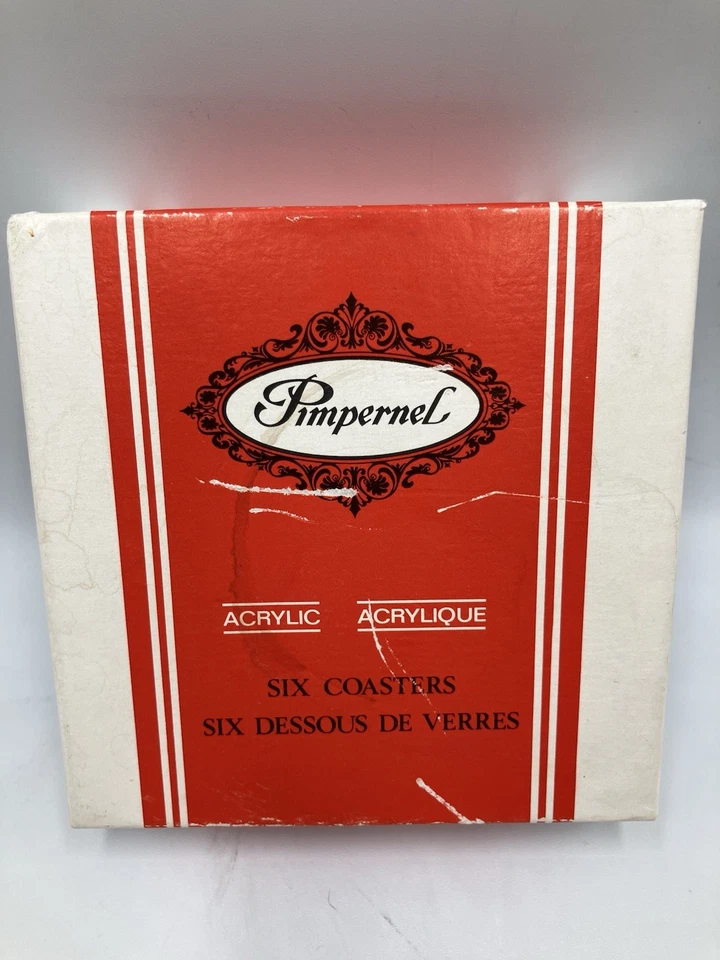 Pimpernel
ACRYLIC ACRYLIQUE
SIX COASTERS
SIX DESSOUS DE VERRES